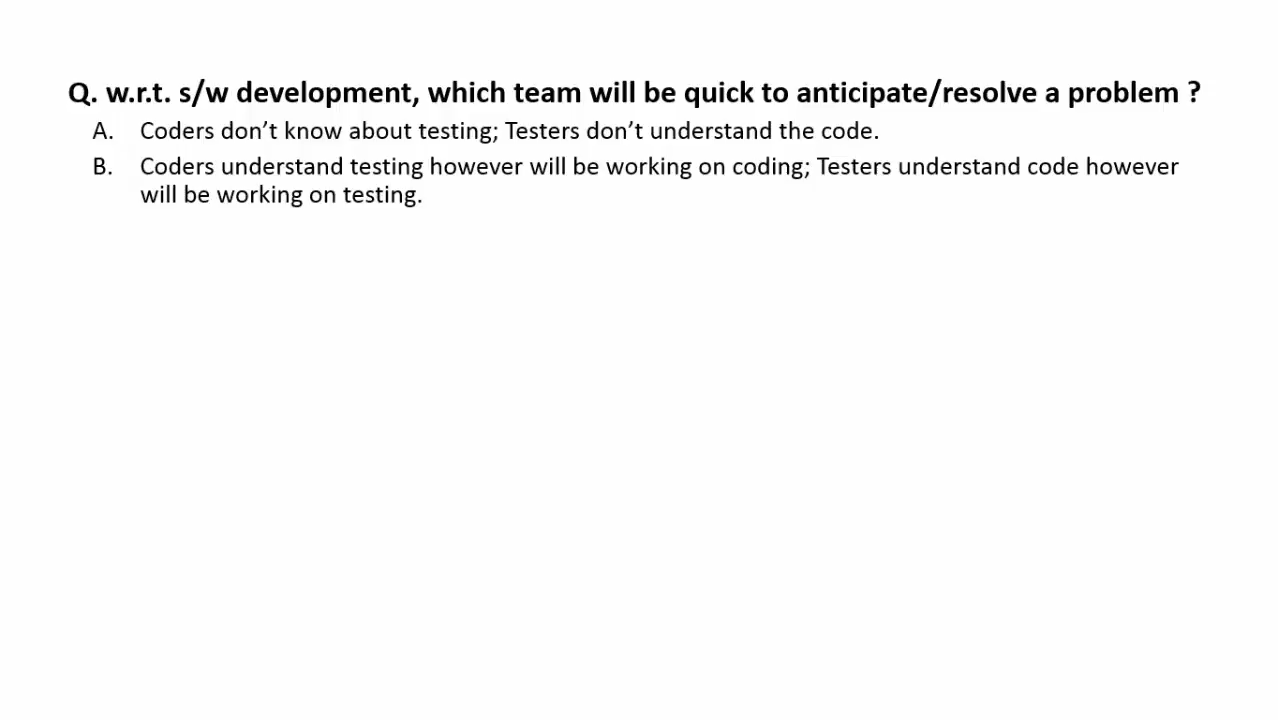 Q. w.r.t. s/w development, which team will be quick to anticipate/resolve a problem ?
A. Coders don’t know about testing; Testers don’t understand the code.
B. Coders understand testing however will be working on coding; Testers understand code however
will be working on testing.